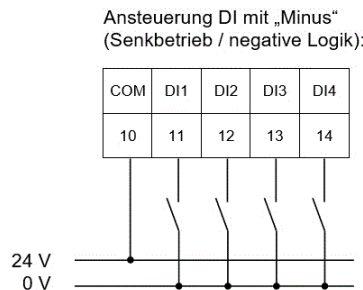 Ansteuerung DI mit „Minus“
(Senkbetrieb / negative Logik):
COM DI1 DI2 DI3 DI4
10 11 12 13 14
24 V
0 V